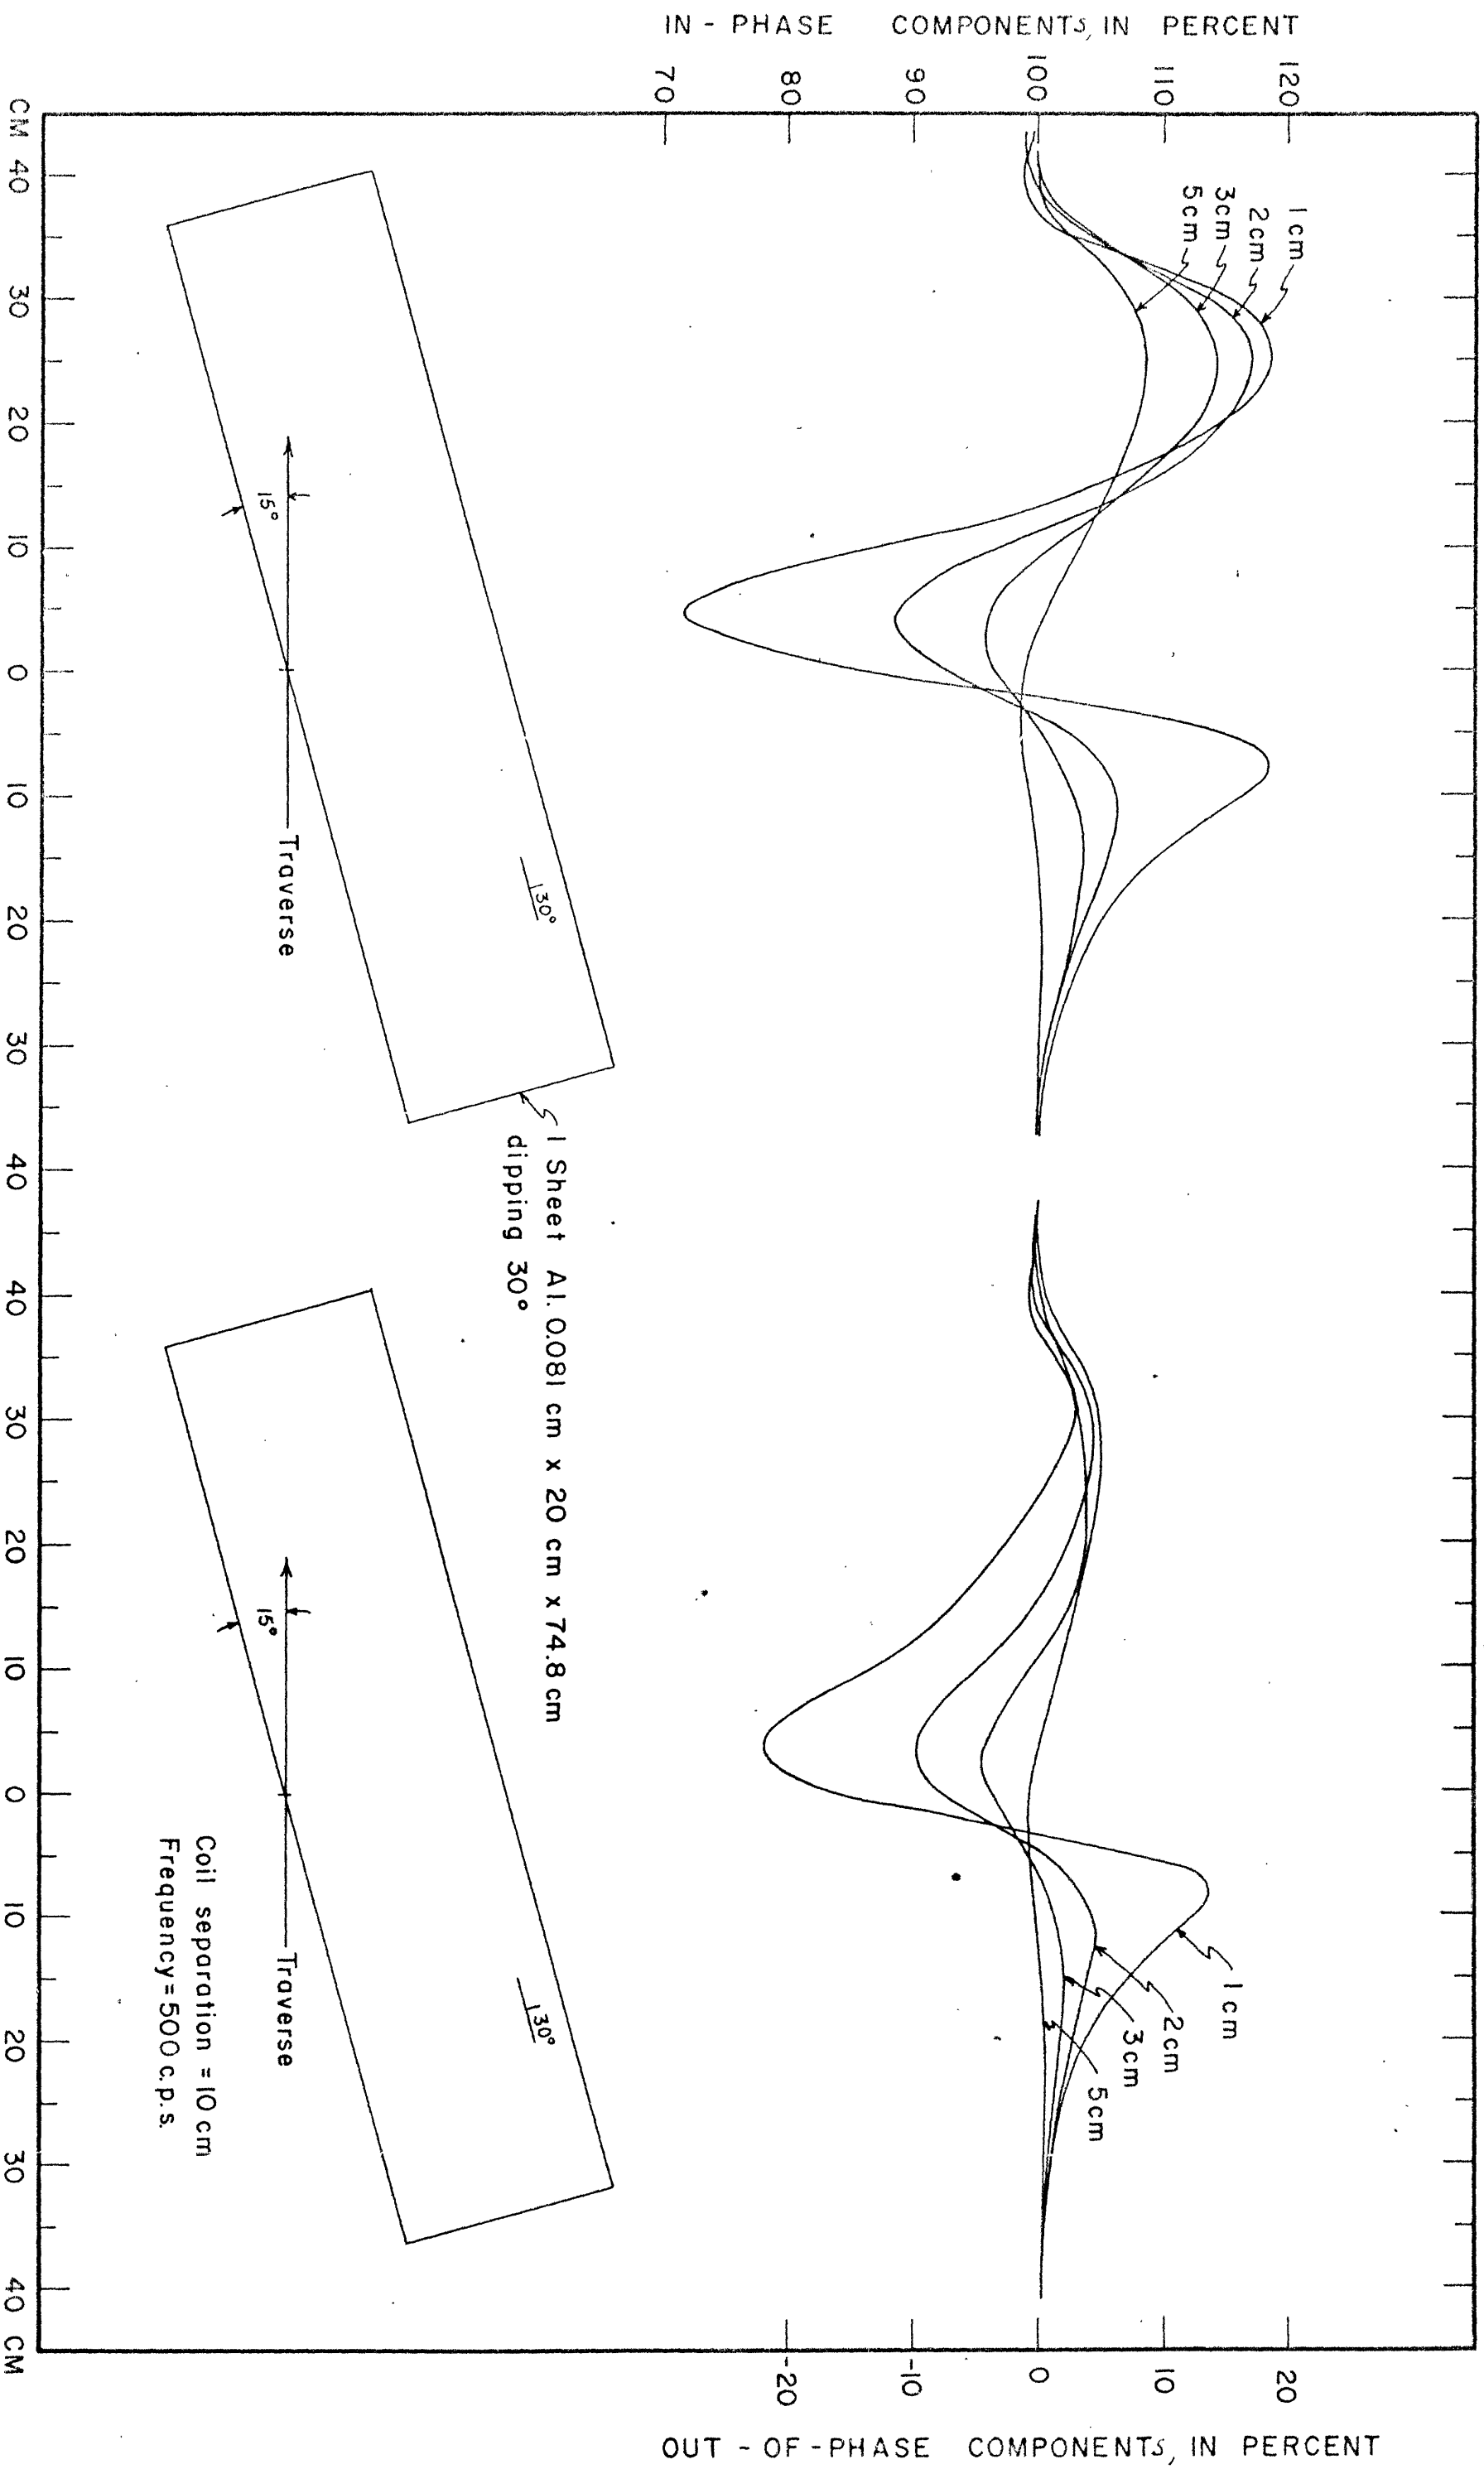 IN - PHASE COMPONENTS, IN PERCENT
70 80 90 100 110 120
1 cm
2 cm
3 cm
5 cm
1 cm
2 cm
3 cm
5 cm
20 10 0 -10 -20
OUT - OF - PHASE COMPONENTS, IN PERCENT
1 Sheet Al. 0.081 cm x 20 cm x 74.8 cm
dipping 30°
30°
15°
Traverse
30°
15°
Traverse
Coil separation = 10 cm
Frequency = 500 c.p.s.
CM 40 30 20 10 0 10 20 30 40 40 30 20 10 0 10 20 30 40 CM